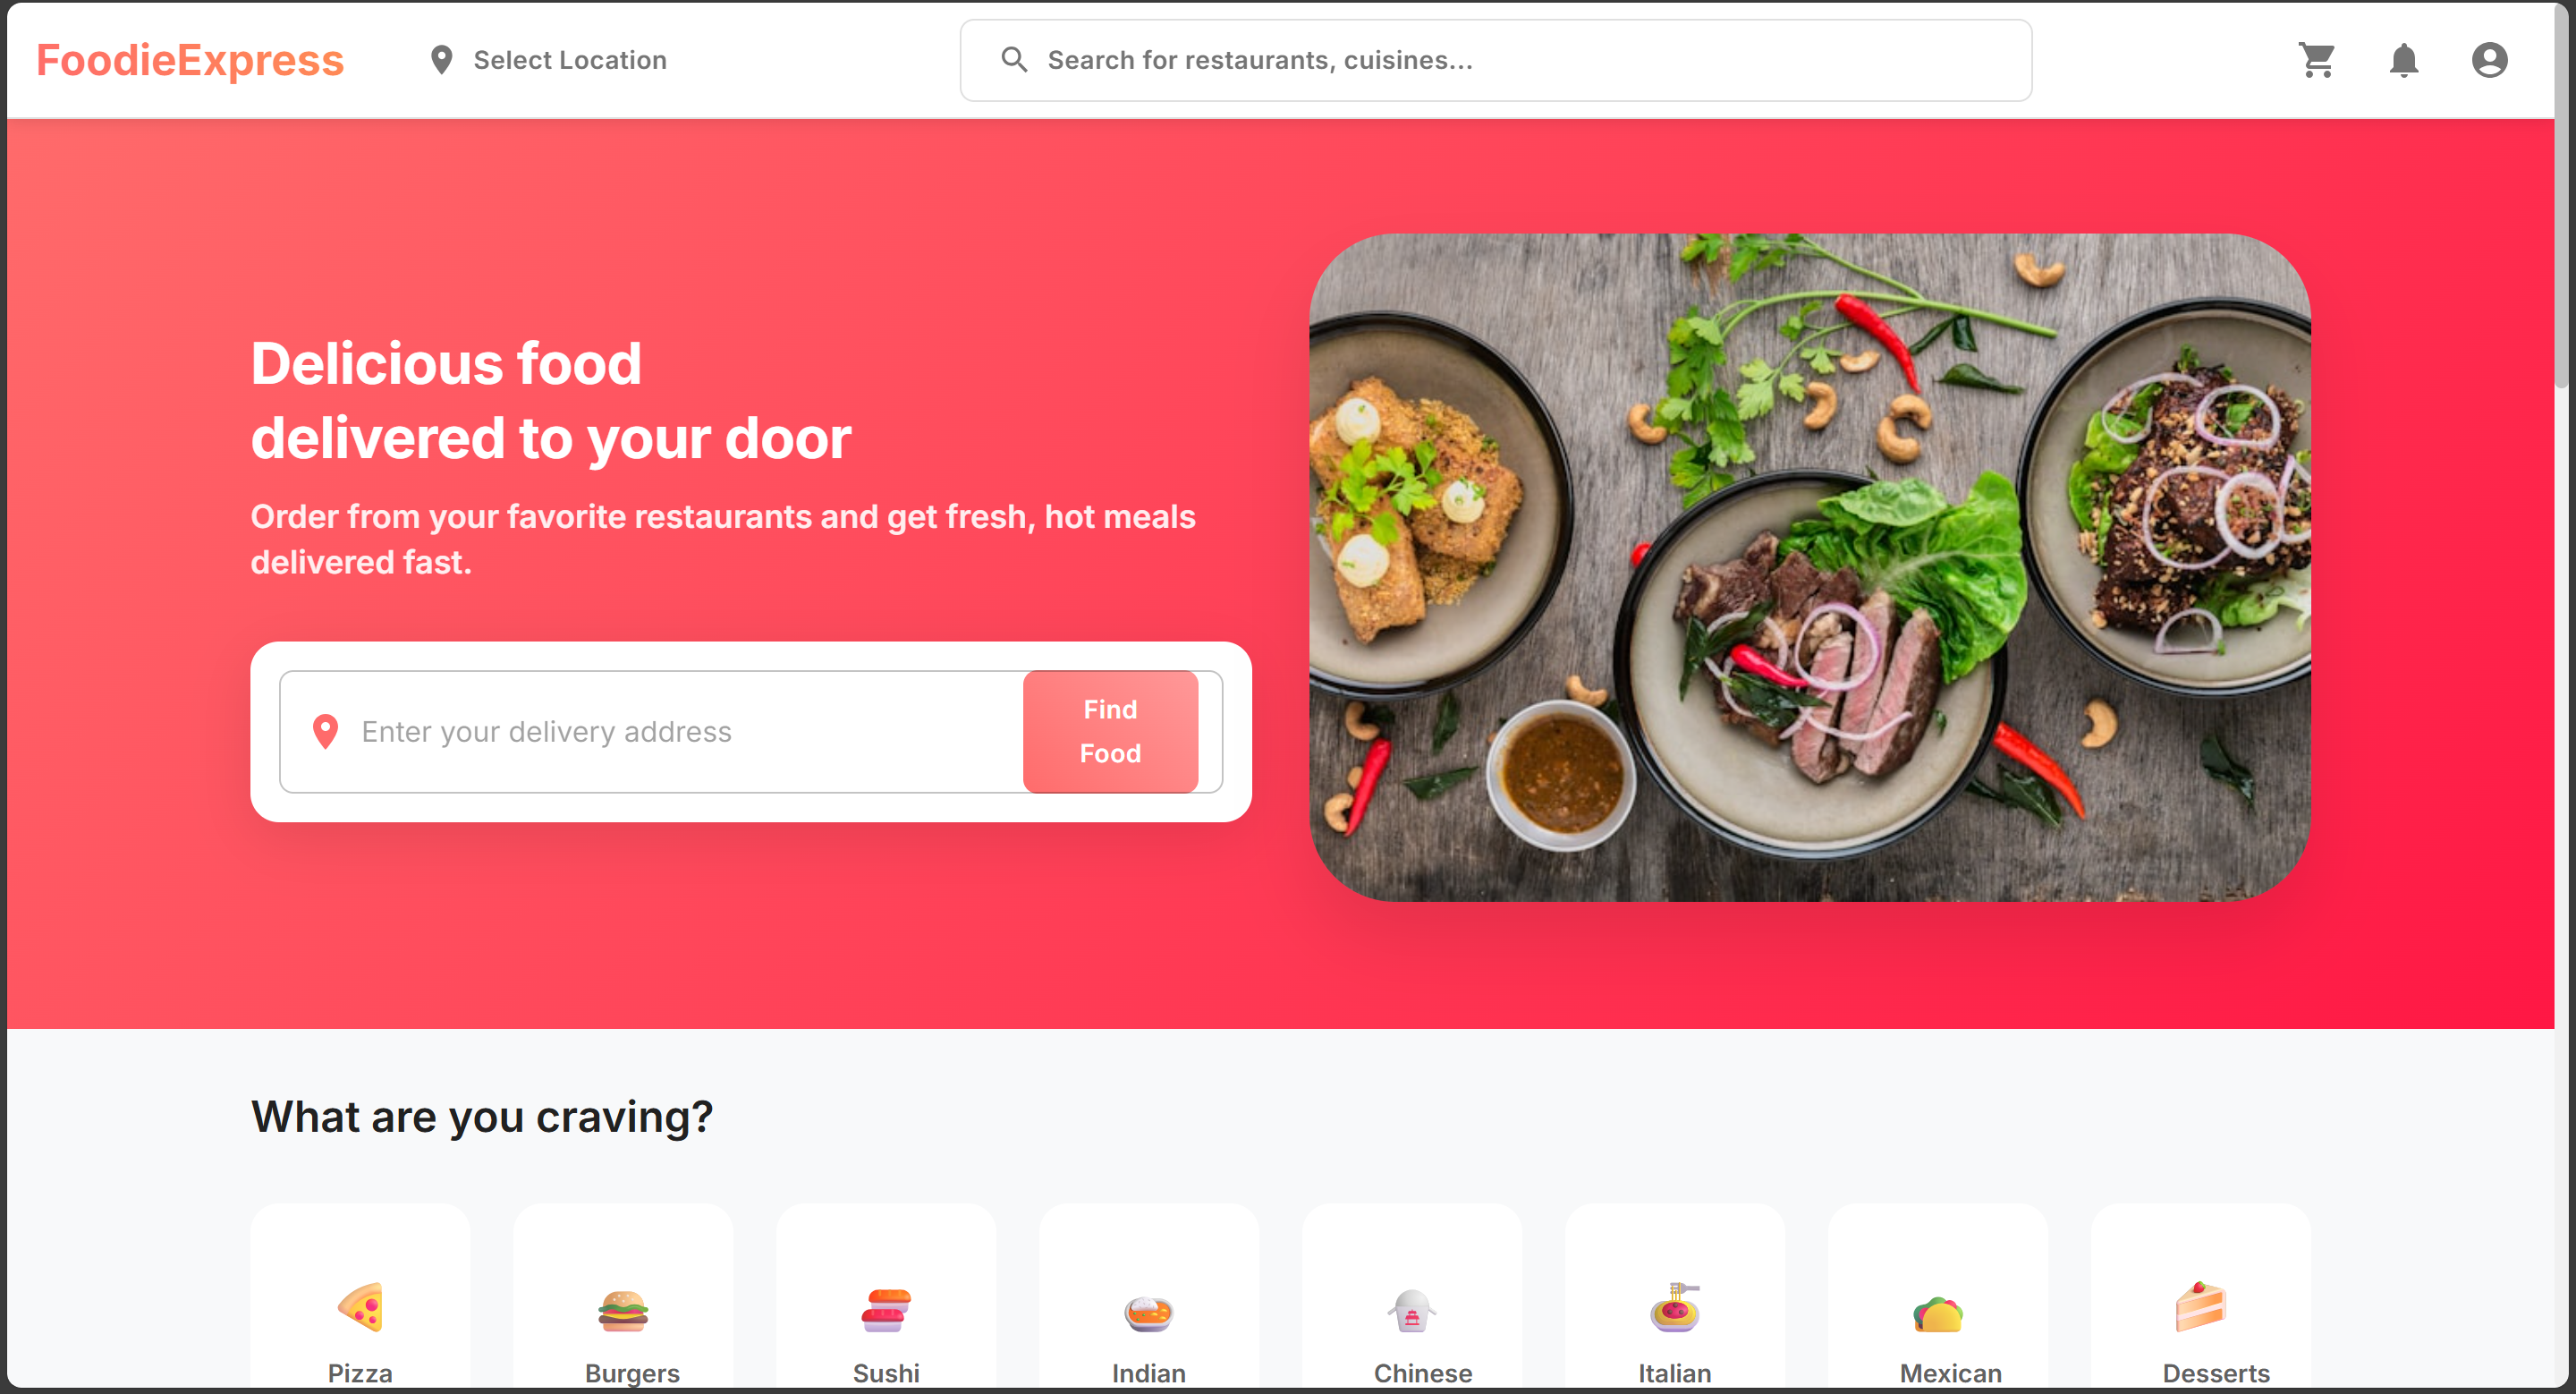 FoodieExpress
Select Location
Search for restaurants, cuisines...
Delicious food
delivered to your door
Order from your favorite restaurants and get fresh, hot meals
delivered fast.
Enter your delivery address
Find
Food
What are you craving?
Pizza
Burgers
Sushi
Indian
Chinese
Italian
Mexican
Desserts